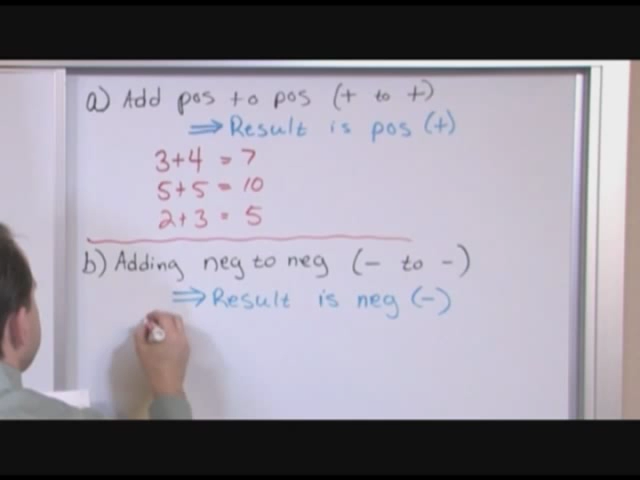 a) Add pos to pos (+ to +)
⇒ Result is pos (+)
3+4 = 7
5+5 = 10
2+3 = 5
b) Adding neg to neg (- to -)
⇒ Result is neg (-)